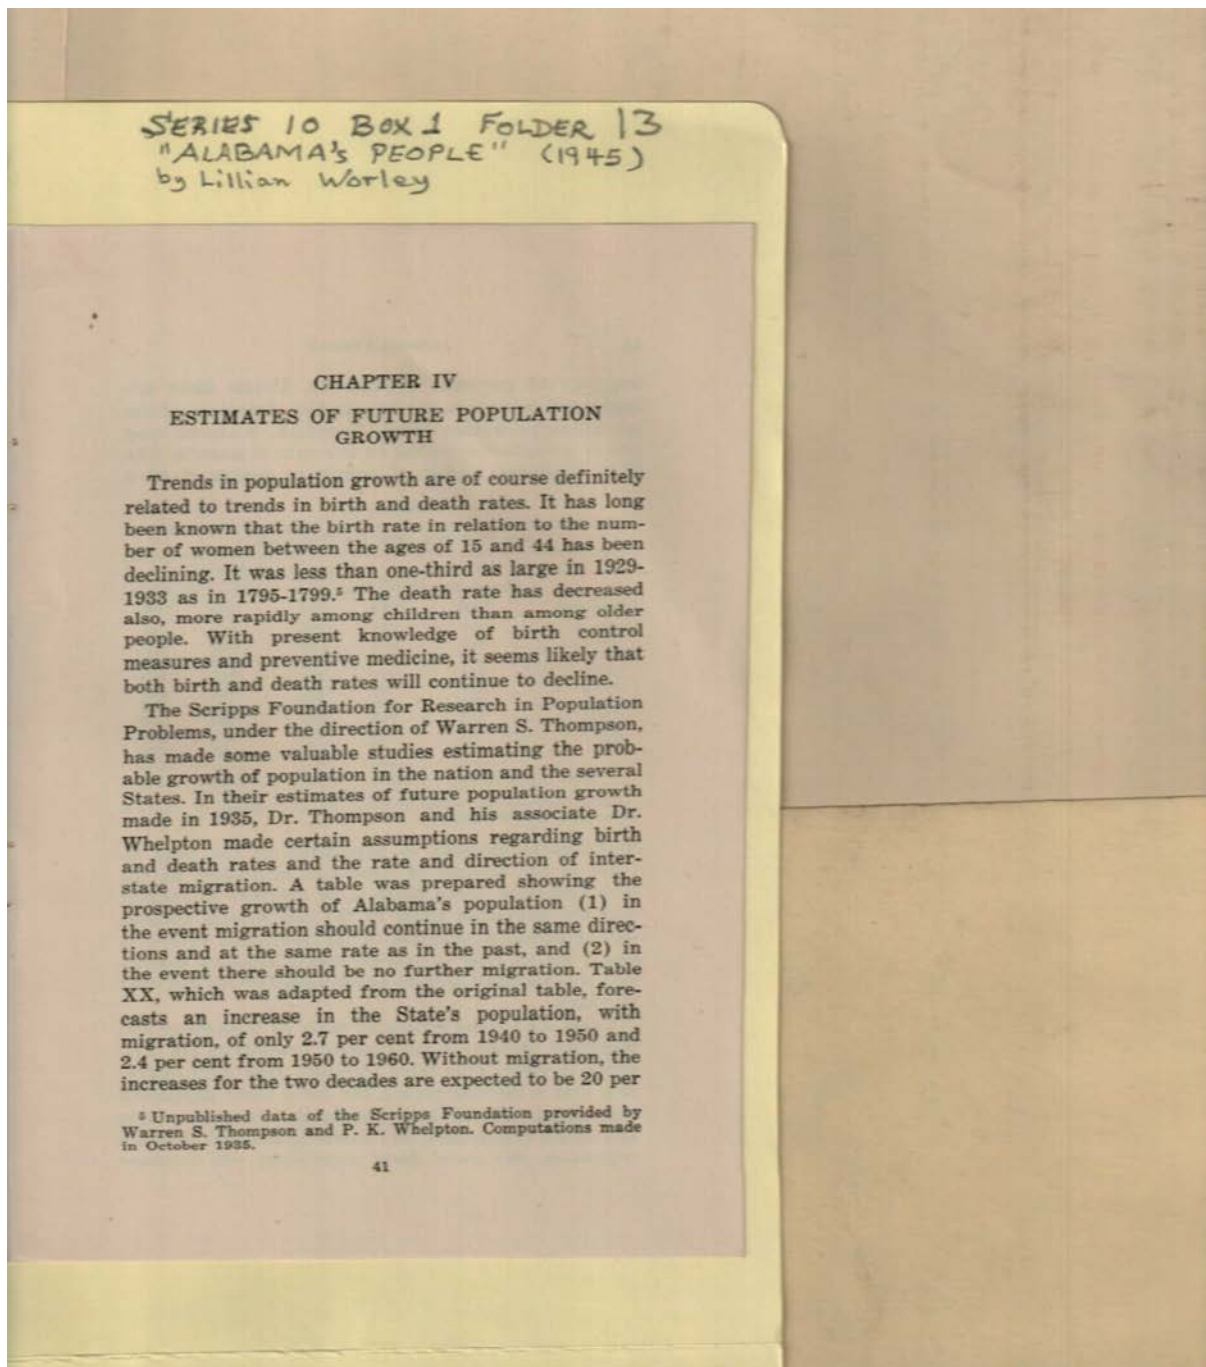 SERIES 10 BOX 1 FOLDER 13
"ALABAMA's PEOPLE" (1945)
by Lillian Worley
CHAPTER IV
ESTIMATES OF FUTURE POPULATION
GROWTH
Trends in population growth are of course definitely
related to trends in birth and death rates. It has long
been known that the birth rate in relation to the num-
ber of women between the ages of 15 and 44 has been
declining. It was less than one-third as large in 1929-
1933 as in 1795-1799.⁵ The death rate has decreased
also, more rapidly among children than among older
people. With present knowledge of birth control
measures and preventive medicine, it seems likely that
both birth and death rates will continue to decline.
The Scripps Foundation for Research in Population
Problems, under the direction of Warren S. Thompson,
has made some valuable studies estimating the prob-
able growth of population in the nation and the several
States. In their estimates of future population growth
made in 1935, Dr. Thompson and his associate Dr.
Whelpton made certain assumptions regarding birth
and death rates and the rate and direction of inter-
state migration. A table was prepared showing the
prospective growth of Alabama's population (1) in
the event migration should continue in the same direc-
tions and at the same rate as in the past, and (2) in
the event there should be no further migration. Table
XX, which was adapted from the original table, fore-
casts an increase in the State's population, with
migration, of only 2.7 per cent from 1940 to 1950 and
2.4 per cent from 1950 to 1960. Without migration, the
increases for the two decades are expected to be 20 per
⁵ Unpublished data of the Scripps Foundation provided by
Warren S. Thompson and P. K. Whelpton. Computations made
in October 1935.
41